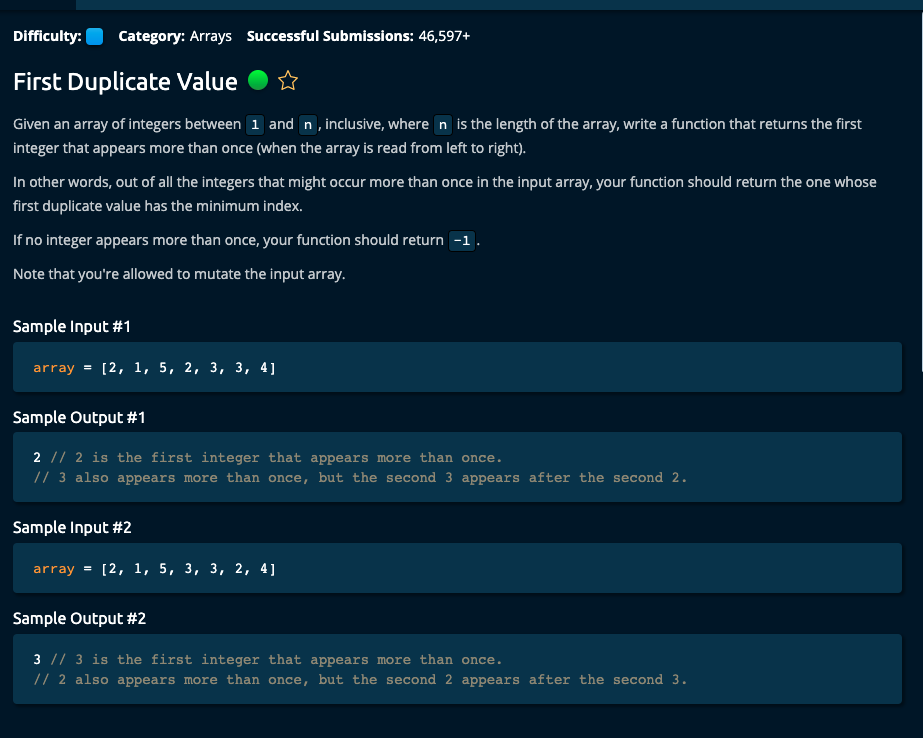 Difficulty: Category: Arrays Successful Submissions: 46,597+
First Duplicate Value
Given an array of integers between 1 and n, inclusive, where n is the length of the array, write a function that returns the first
integer that appears more than once (when the array is read from left to right).
In other words, out of all the integers that might occur more than once in the input array, your function should return the one whose
first duplicate value has the minimum index.
If no integer appears more than once, your function should return -1.
Note that you're allowed to mutate the input array.
Sample Input #1
array = [2, 1, 5, 2, 3, 3, 4]
Sample Output #1
2 // 2 is the first integer that appears more than once.
// 3 also appears more than once, but the second 3 appears after the second 2.
Sample Input #2
array = [2, 1, 5, 3, 3, 2, 4]
Sample Output #2
3 // 3 is the first integer that appears more than once.
// 2 also appears more than once, but the second 2 appears after the second 3.